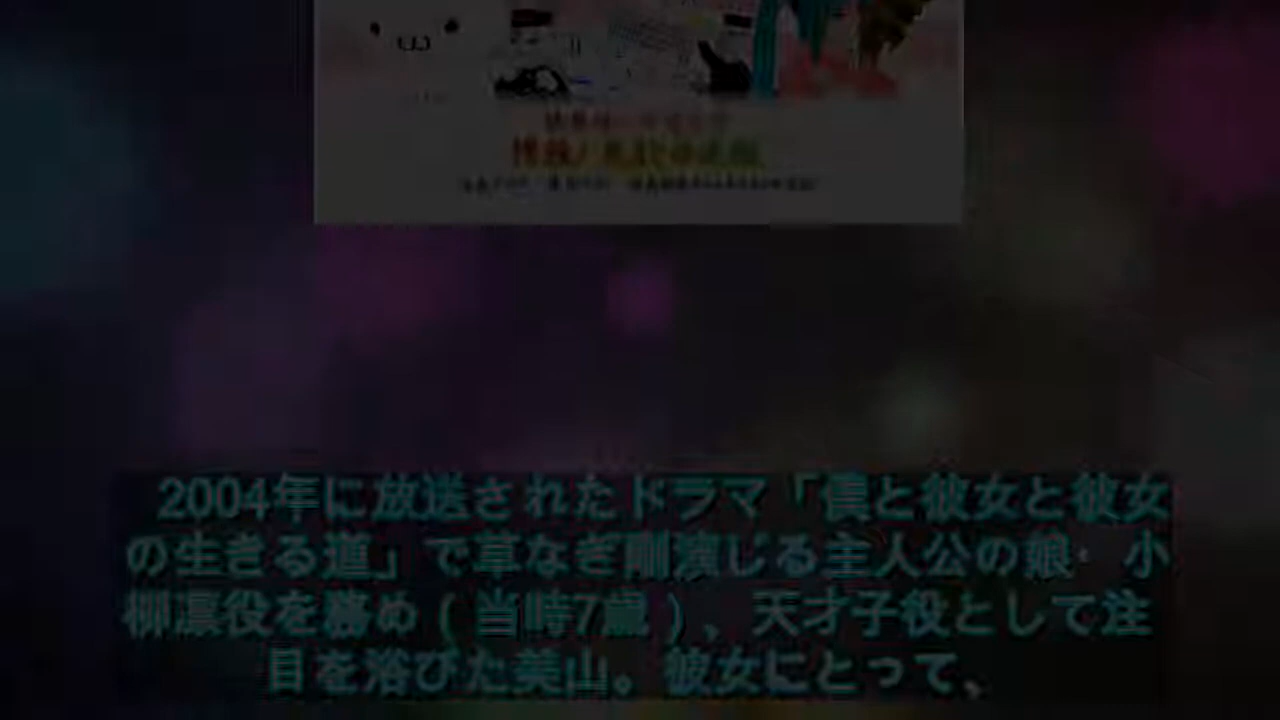 2004年に放送されたドラマ「僕と彼女と彼女
の生きる道」で草なぎ剛演じる主人公の娘・小
柳凛役を務め(当時7歳)、天才子役として注
目を浴びた美山。彼女にとって、